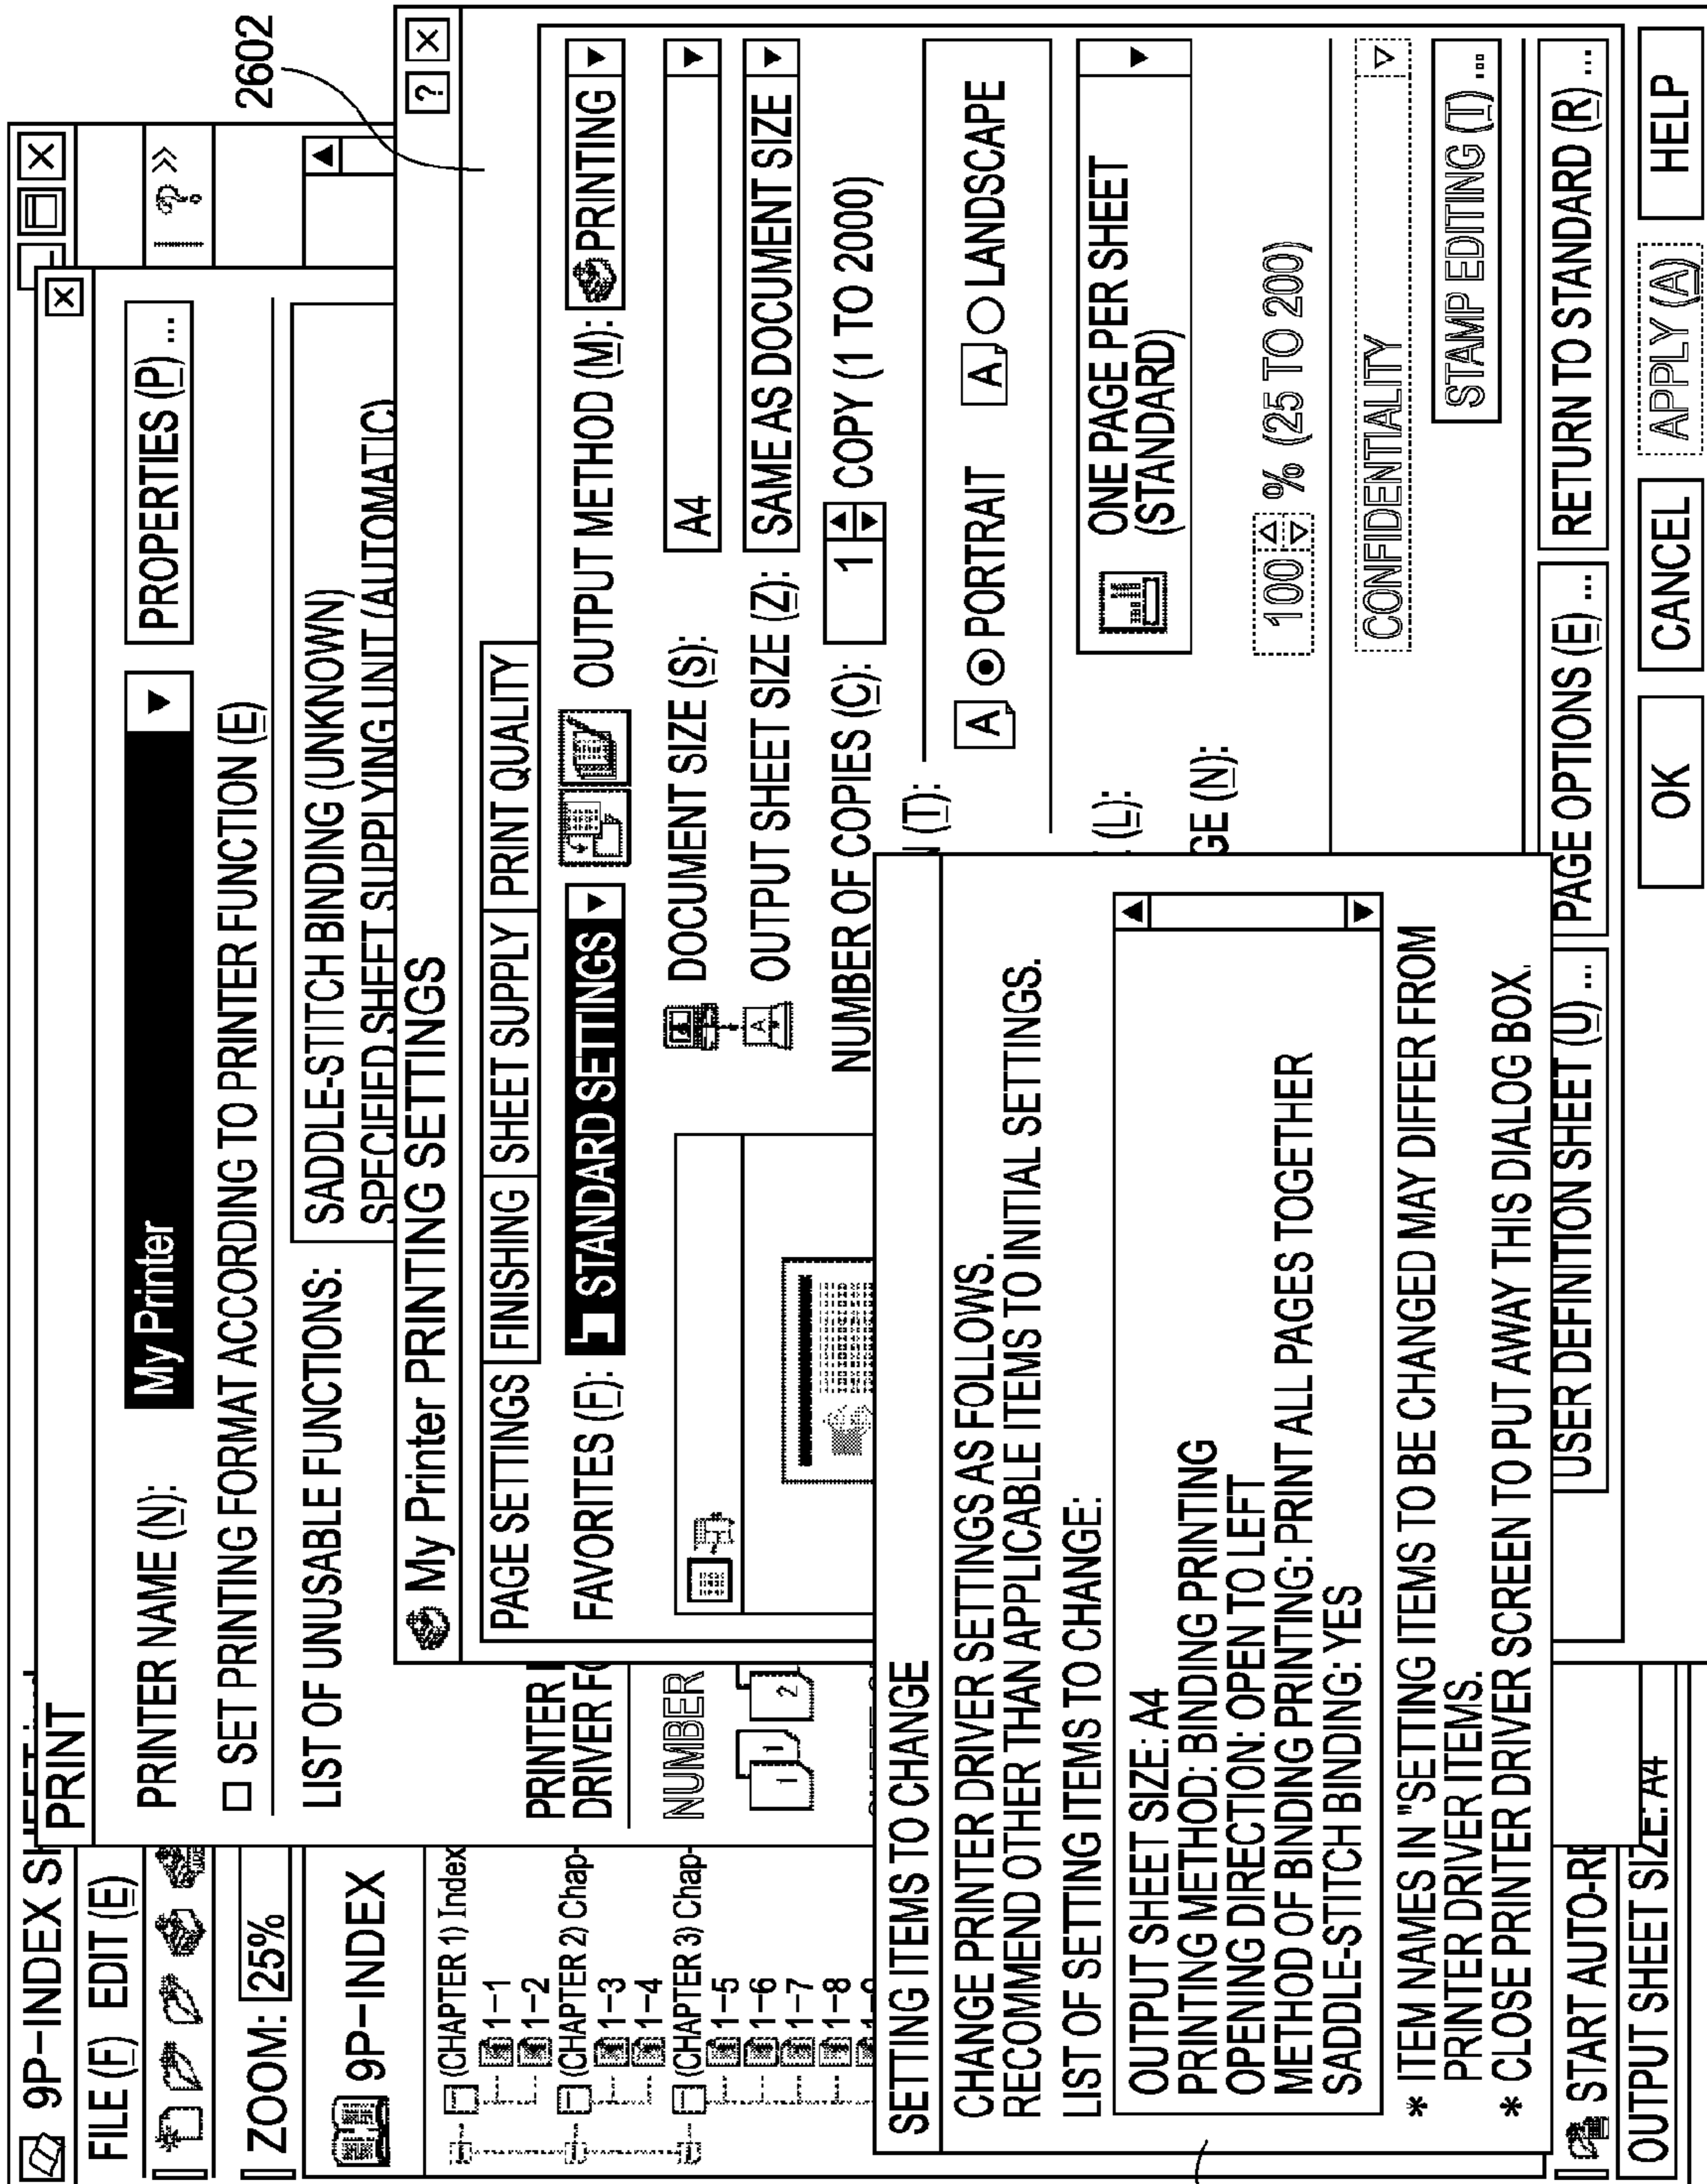 9P-INDEX
PRINT
FILE (F) EDIT (E)
ZOOM: 25%
9P-INDEX
(CHAPTER 1) Index
1-1
1-2
(CHAPTER 2) Chap-
1-3
1-4
(CHAPTER 3) Chap-
1-5
1-6
1-7
1-8
START AUTO-RE
OUTPUT SHEET SIZE: A4
PRINTER NAME (N):
My Printer
PROPERTIES (P) ...
SET PRINTING FORMAT ACCORDING TO PRINTER FUNCTION (E)
LIST OF UNUSABLE FUNCTIONS:
SADDLE-STITCH BINDING (UNKNOWN)
SPECIFIED SHEET SUPPLYING UNIT (AUTOMATIC)
PRINTER
DRIVER FO
NUMBER
1 1 2
2602
My Printer PRINTING SETTINGS
? X
PAGE SETTINGS FINISHING SHEET SUPPLY PRINT QUALITY
FAVORITES (F): STANDARD SETTINGS
OUTPUT METHOD (M): PRINTING
DOCUMENT SIZE (S): A4
OUTPUT SHEET SIZE (Z): SAME AS DOCUMENT SIZE
NUMBER OF COPIES (C): 1 COPY (1 TO 2000)
N (T):
A PORTRAIT A LANDSCAPE
(L):
ONE PAGE PER SHEET
(STANDARD)
GE (N):
100 % (25 TO 200)
CONFIDENTIALITY
STAMP EDITING (T) ...
USER DEFINITION SHEET (U) ... PAGE OPTIONS (E) ... RETURN TO STANDARD (R) ...
OK CANCEL APPLY (A) HELP
SETTING ITEMS TO CHANGE
CHANGE PRINTER DRIVER SETTINGS AS FOLLOWS.
RECOMMEND OTHER THAN APPLICABLE ITEMS TO INITIAL SETTINGS.
LIST OF SETTING ITEMS TO CHANGE:
OUTPUT SHEET SIZE: A4
PRINTING METHOD: BINDING PRINTING
OPENING DIRECTION: OPEN TO LEFT
METHOD OF BINDING PRINTING: PRINT ALL PAGES TOGETHER
SADDLE-STITCH BINDING: YES
* ITEM NAMES IN "SETTING ITEMS TO BE CHANGED MAY DIFFER FROM
PRINTER DRIVER ITEMS.
* CLOSE PRINTER DRIVER SCREEN TO PUT AWAY THIS DIALOG BOX.